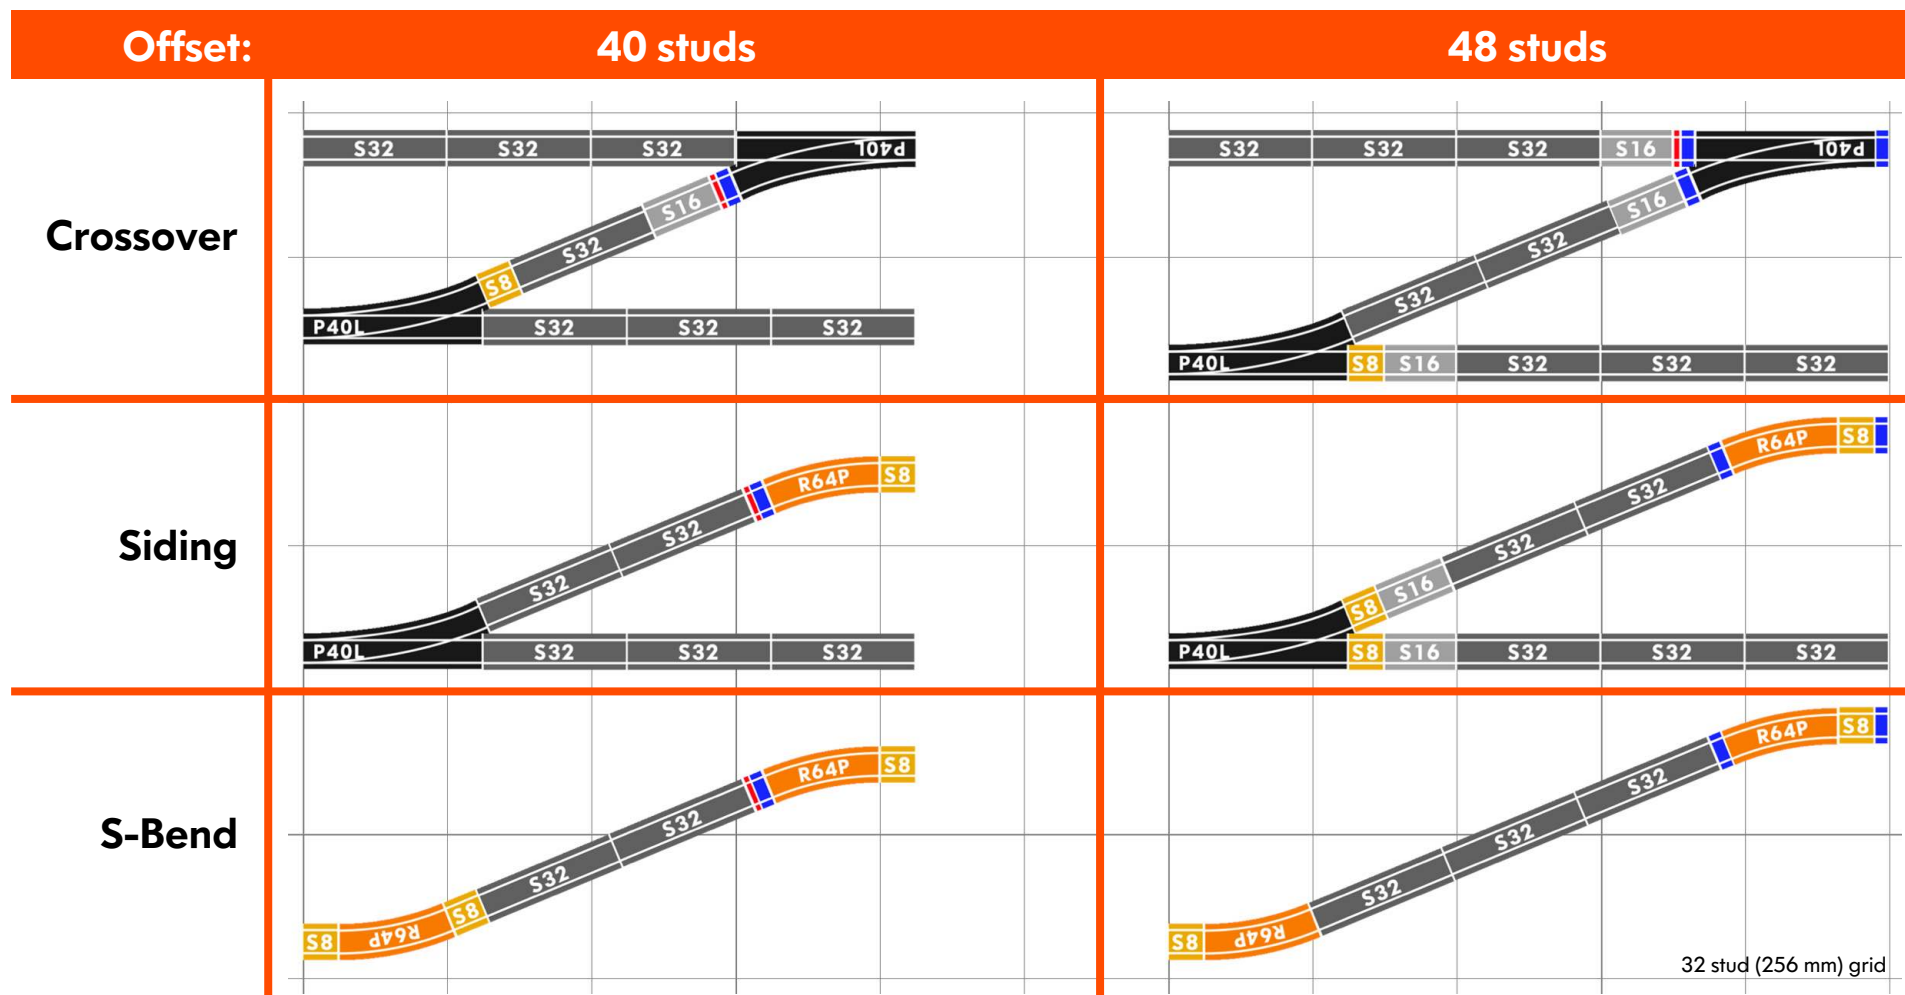 Offset: 40 studs 48 studs
Crossover
S32 S32 S32 P40L
S16
S32
S8
P40L S32 S32 S32
S32 S32 S32 S16 P40L
S16
S32
S32
P40L S8 S16 S32 S32 S32
Siding
R64P S8
S32
S32
P40L S32 S32 S32
R64P S8
S32
S32
S16
S8
P40L S8 S16 S32 S32 S32
S-Bend
R64P S8
S32
S32
S8
S8 R64P
R64P S8
S32
S32
S32
S8 R64P
32 stud (256 mm) grid